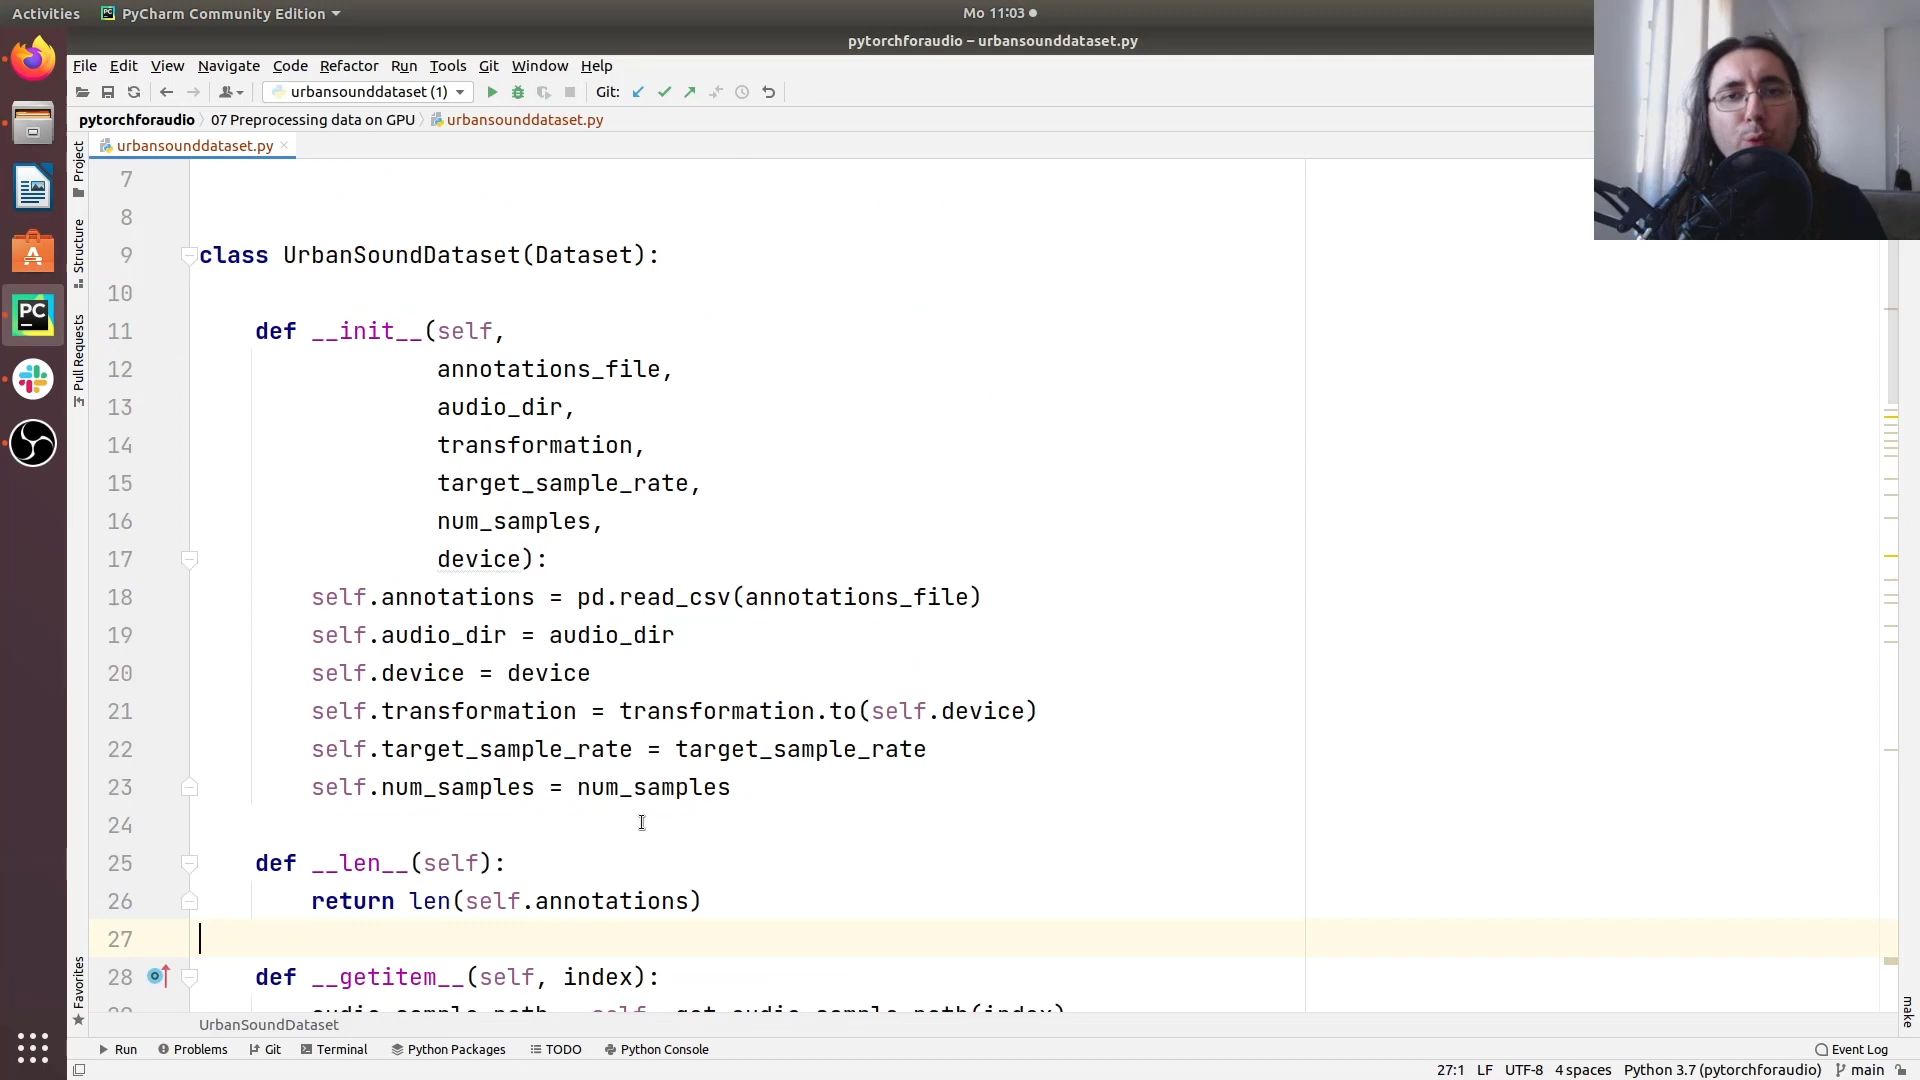 Activities PyCharm Community Edition Mo 11:03
pytorchforaudio – urbansounddataset.py
File Edit View Navigate Code Refactor Run Tools Git Window Help
urbansounddataset (1) Git:
pytorchforaudio 07 Preprocessing data on GPU urbansounddataset.py
urbansounddataset.py
Project
Structure
Pull Requests
Favorites
7
8
9 class UrbanSoundDataset(Dataset):
10
11 def __init__(self,
12 annotations_file,
13 audio_dir,
14 transformation,
15 target_sample_rate,
16 num_samples,
17 device):
18 self.annotations = pd.read_csv(annotations_file)
19 self.audio_dir = audio_dir
20 self.device = device
21 self.transformation = transformation.to(self.device)
22 self.target_sample_rate = target_sample_rate
23 self.num_samples = num_samples
24
25 def __len__(self):
26 return len(self.annotations)
27
28 def __getitem__(self, index):
make
UrbanSoundDataset
Run Problems Git Terminal Python Packages TODO Python Console Event Log
27:1 LF UTF-8 4 spaces Python 3.7 (pytorchforaudio) main